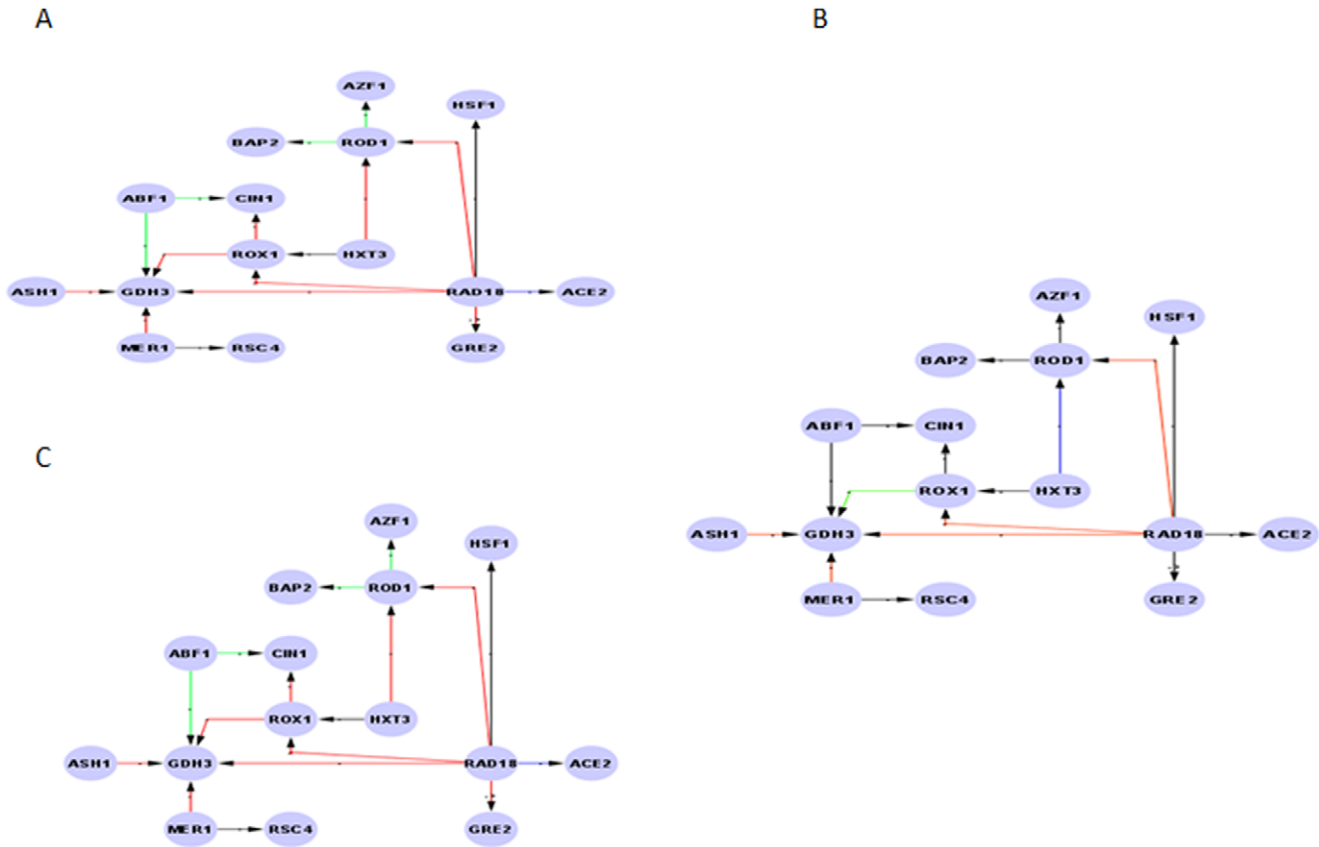 A
AZF1
HSF1
BAP2
ROD1
ABF1
CIN1
ROX1
HXT3
ASH1
GDH3
RAD18
ACE2
MER1
RSC4
GRE2
B
AZF1
HSF1
BAP2
ROD1
ABF1
CIN1
ROX1
HXT3
ASH1
GDH3
RAD18
ACE2
MER1
RSC4
GRE2
C
AZF1
HSF1
BAP2
ROD1
ABF1
CIN1
ROX1
HXT3
ASH1
GDH3
RAD18
ACE2
MER1
RSC4
GRE2